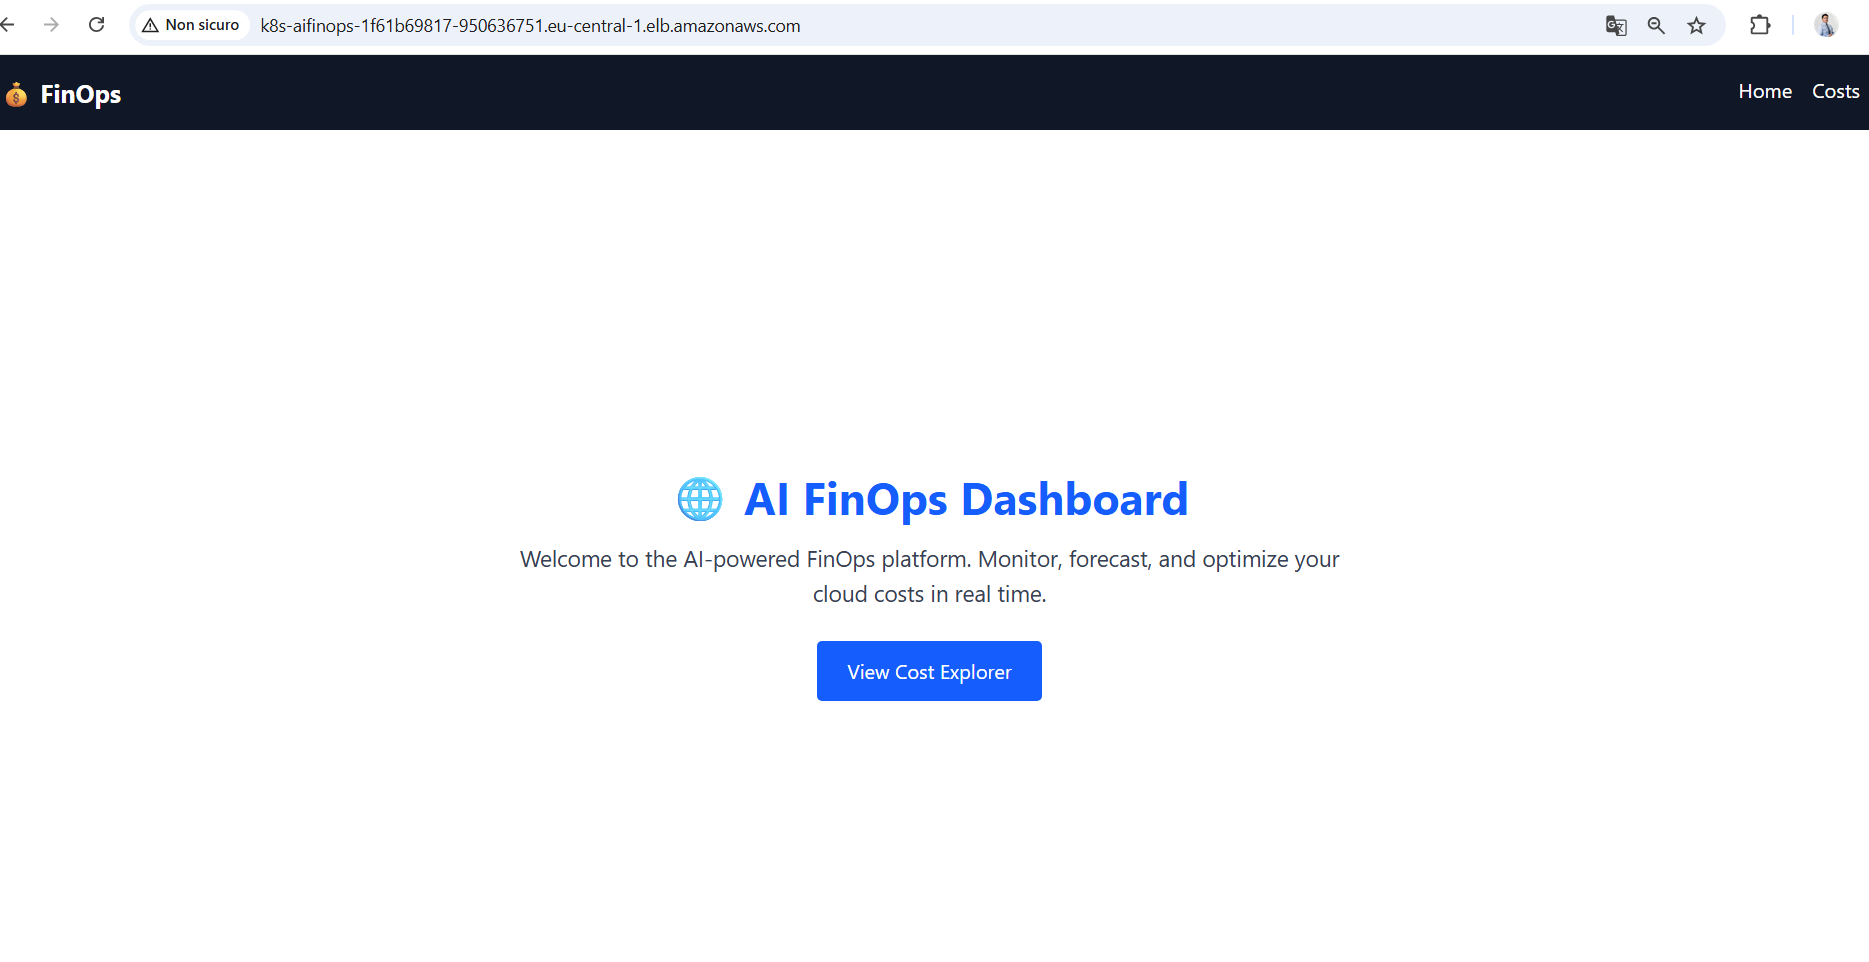 Non sicuro k8s-aifinops-1f61b69817-950636751.eu-central-1.elb.amazonaws.com
FinOps Home Costs
AI FinOps Dashboard
Welcome to the AI-powered FinOps platform. Monitor, forecast, and optimize your
cloud costs in real time.
View Cost Explorer